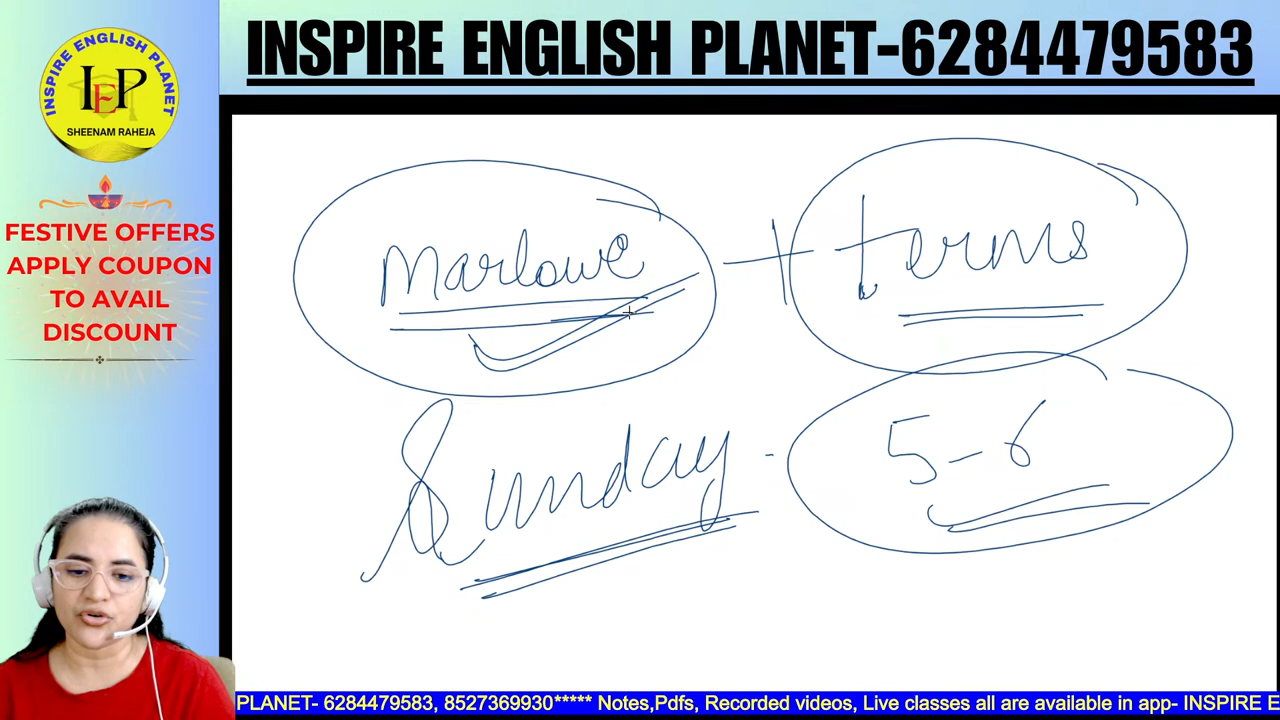 INSPIRE ENGLISH PLANET-6284479583
INSPIRE ENGLISH PLANET
IEP
SHEENAM RAHEJA
FESTIVE OFFERS
APPLY COUPON
TO AVAIL
DISCOUNT
Marlowe + terms
Sunday - 5-6
PLANET- 6284479583, 8527369930***** Notes,Pdfs, Recorded videos, Live classes all are available in app- INSPIRE E